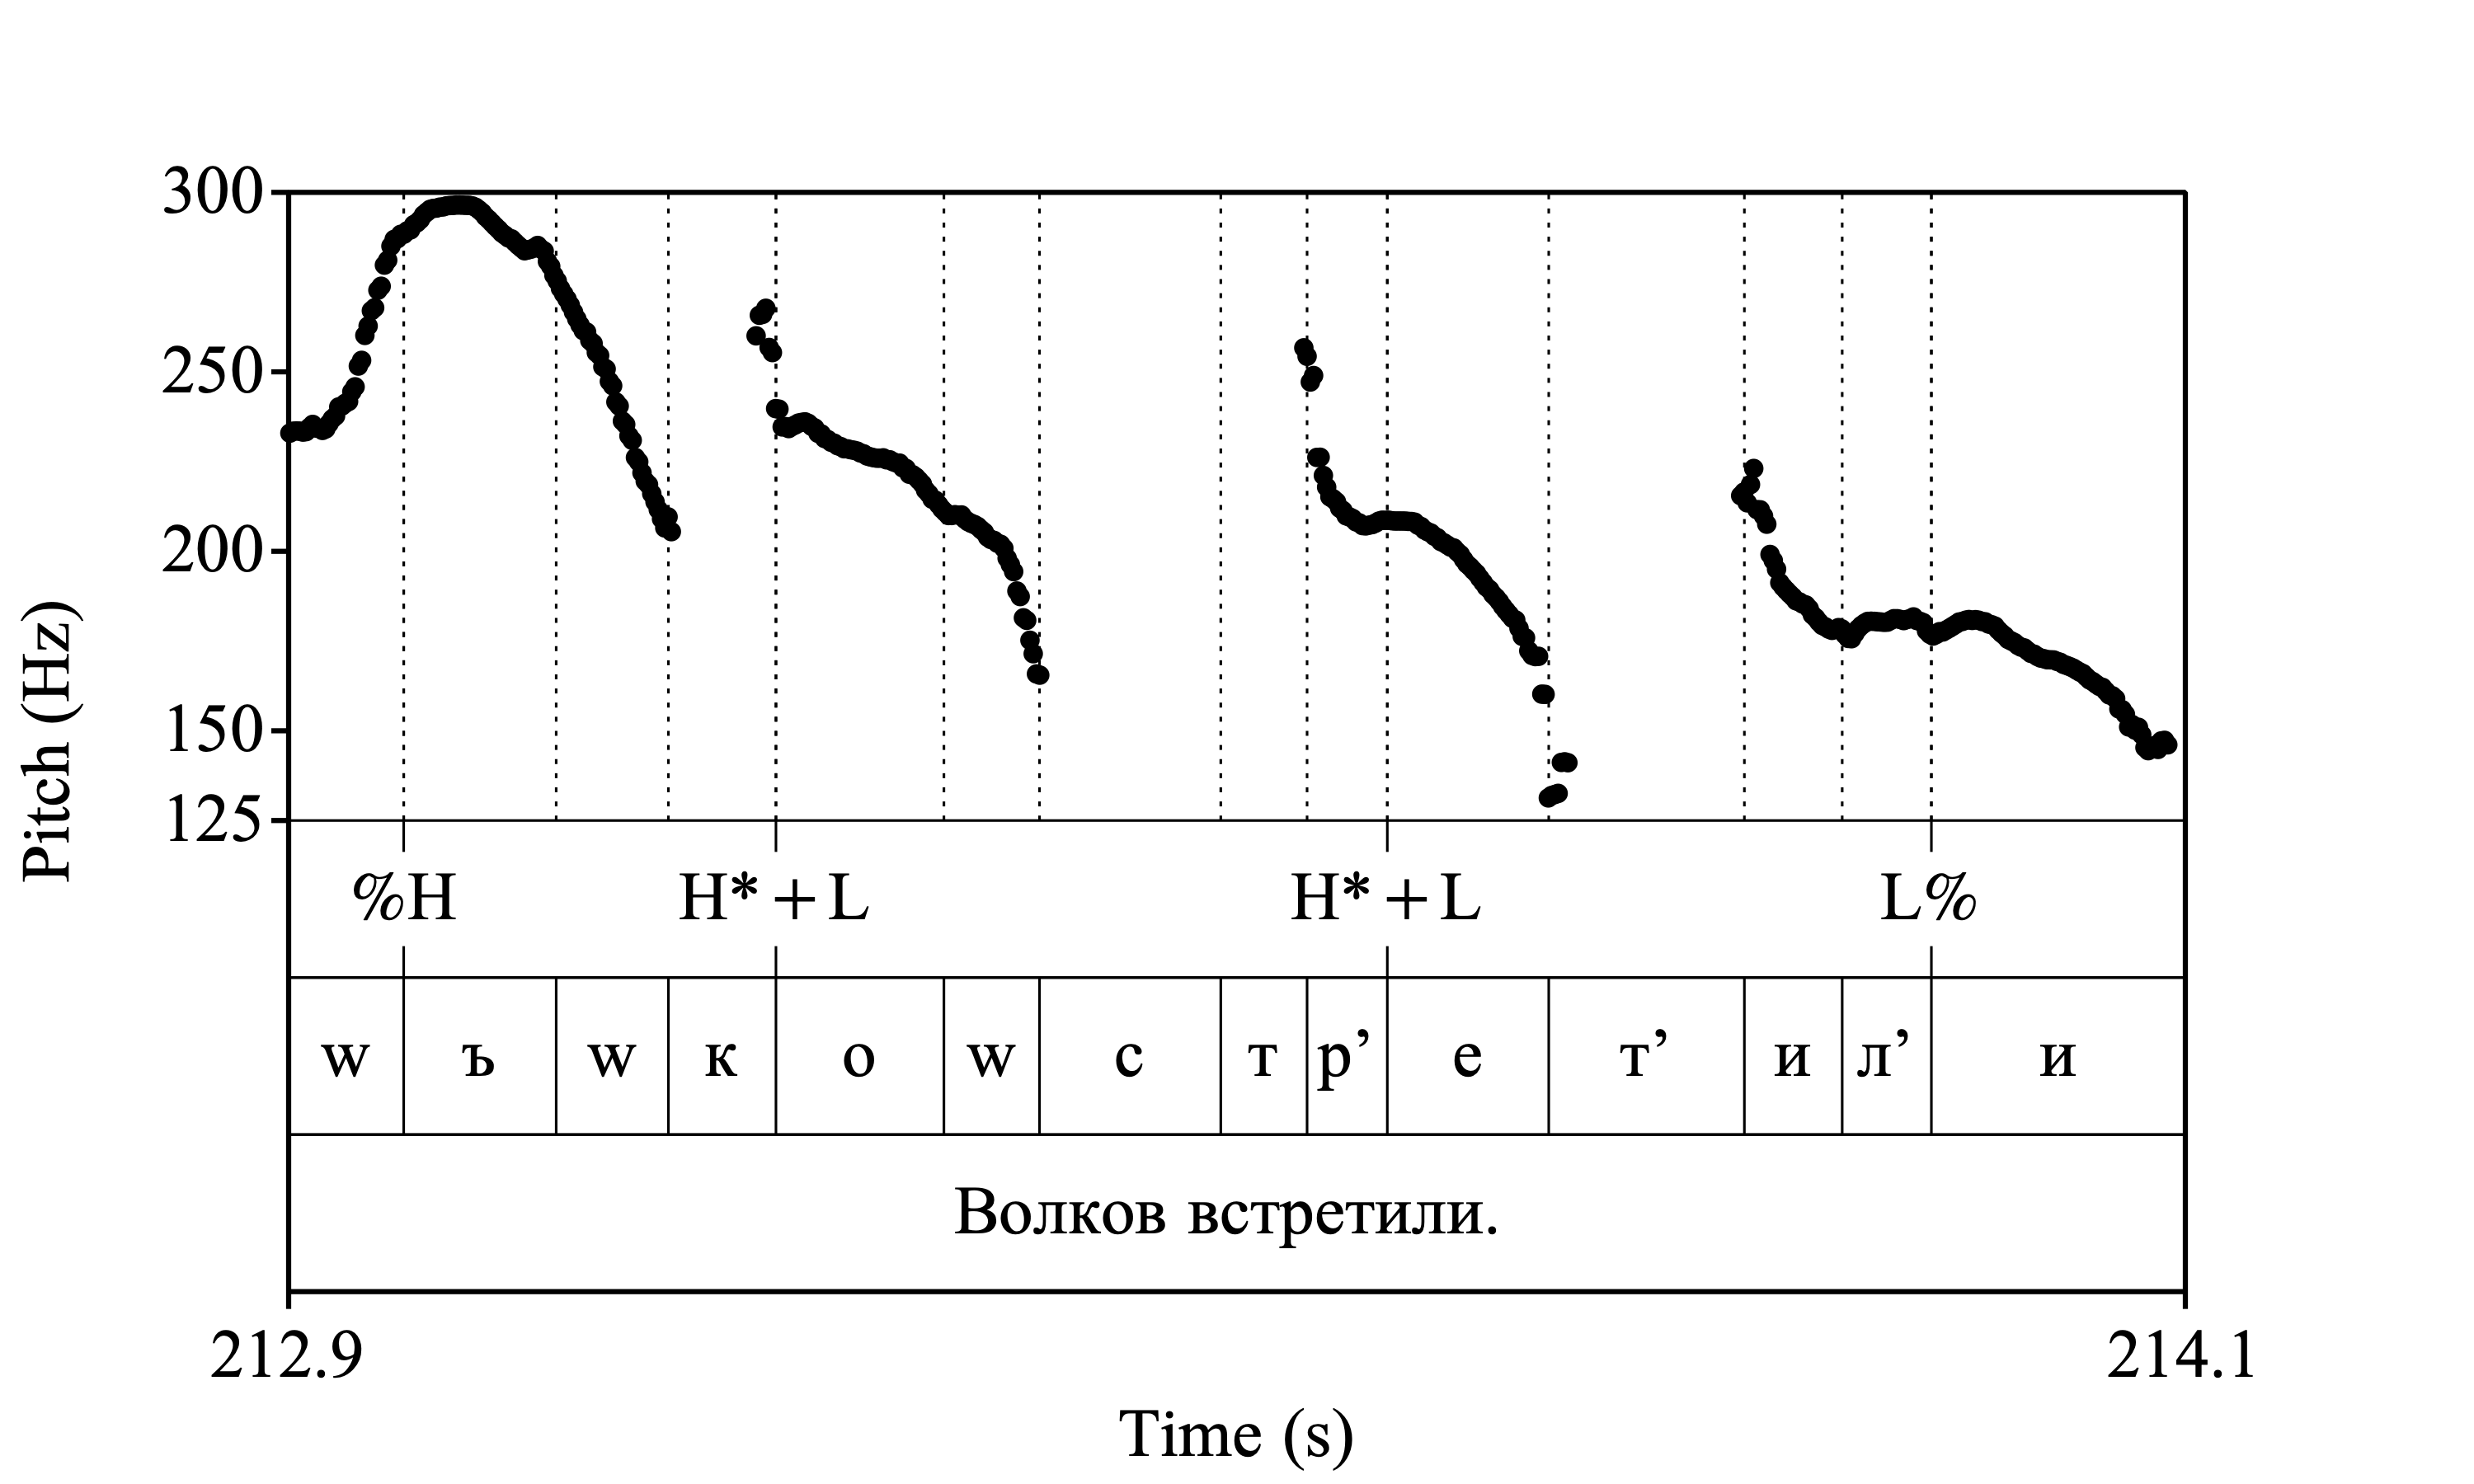 300
250
200
150
125
Pitch (Hz)
%H H*+L H*+L L%
w ъ w к о w с т р’ е т’ и л’ и
Волков встретили.
212.9 214.1
Time (s)